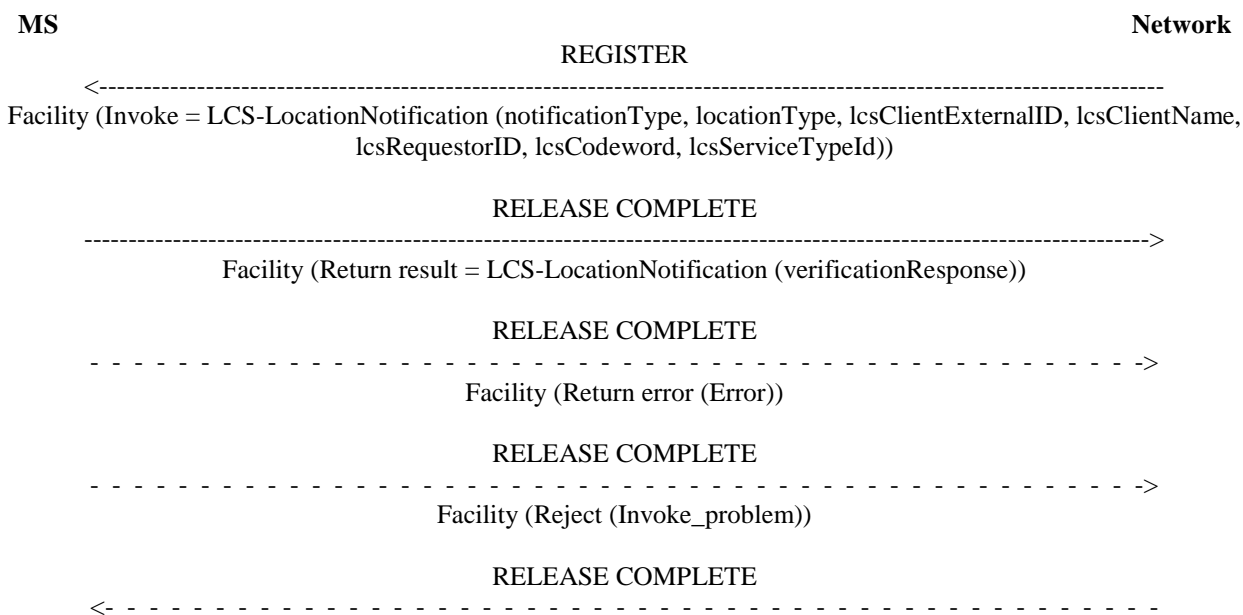 MS Network
REGISTER
<------------------------------------------------------------------------------------------------------------------------
Facility (Invoke = LCS-LocationNotification (notificationType, locationType, lcsClientExternalID, lcsClientName,
lcsRequestorID, lcsCodeword, lcsServiceTypeId))
RELEASE COMPLETE
------------------------------------------------------------------------------------------------------------------------>
Facility (Return result = LCS-LocationNotification (verificationResponse))
RELEASE COMPLETE
- - - - - - - - - - - - - - - - - - - - - - - - - - - - - - - - - - - - - - - - - - - - - - - - - - - - - - - - - - ->
Facility (Return error (Error))
RELEASE COMPLETE
- - - - - - - - - - - - - - - - - - - - - - - - - - - - - - - - - - - - - - - - - - - - - - - - - - - - - - - - - - ->
Facility (Reject (Invoke_problem))
RELEASE COMPLETE
<- - - - - - - - - - - - - - - - - - - - - - - - - - - - - - - - - - - - - - - - - - - - - - - - - - - - - - - - - - -